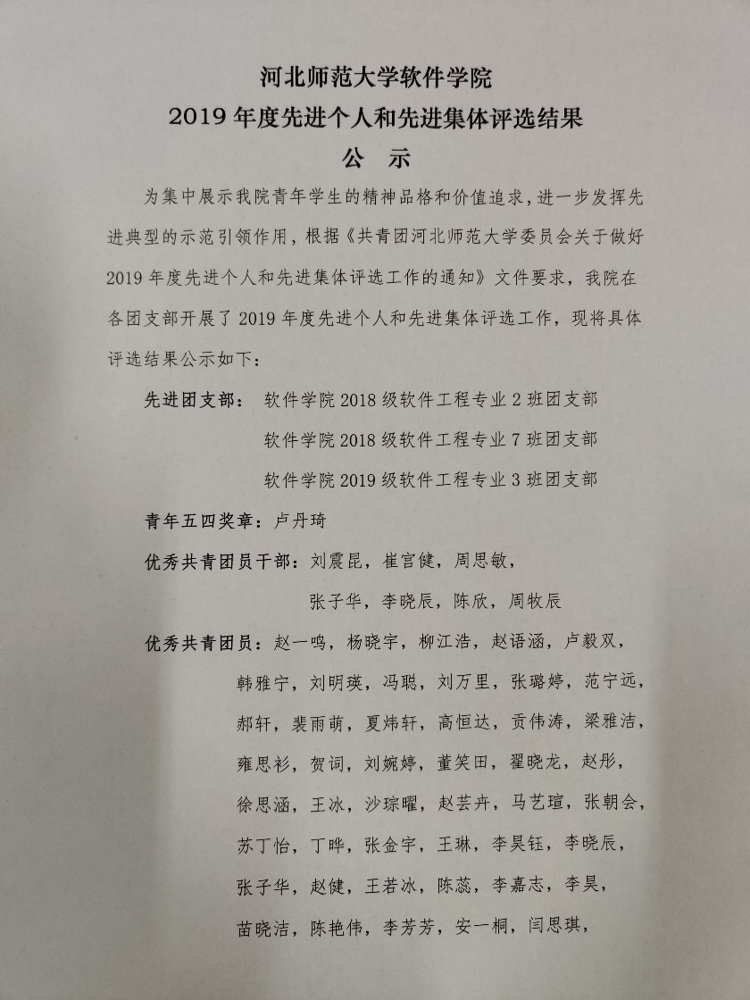 河北师范大学软件学院
2019 年度先进个人和先进集体评选结果
公 示
为集中展示我院青年学生的精神品格和价值追求，进一步发挥先
进典型的示范引领作用，根据《共青团河北师范大学委员会关于做好
2019 年度先进个人和先进集体评选工作的通知》文件要求，我院在
各团支部开展了 2019 年度先进个人和先进集体评选工作，现将具体
评选结果公示如下：
先进团支部： 软件学院 2018 级软件工程专业 2 班团支部
软件学院 2018 级软件工程专业 7 班团支部
软件学院 2019 级软件工程专业 3 班团支部
青年五四奖章：卢丹琦
优秀共青团员干部：刘震昆，崔宫健，周思敏，
张子华，李晓辰，陈欣，周牧辰
优秀共青团员：赵一鸣，杨晓宇，柳江浩，赵语涵，卢毅双，
韩雅宁，刘明瑛，冯聪，刘万里，张璐婷，范宁远，
郝轩，裴雨萌，夏炜轩，高恒达，贡伟涛，梁雅洁，
雍思衫，贺词，刘婉婷，董笑田，翟晓龙，赵彤，
徐思涵，王冰，沙琮曜，赵芸卉，马艺瑄，张朝会，
苏丁怡，丁晔，张金宇，王琳，李昊钰，李晓辰，
张子华，赵健，王若冰，陈蕊，李嘉志，李昊，
苗晓洁，陈艳伟，李芳芳，安一桐，闫思琪，